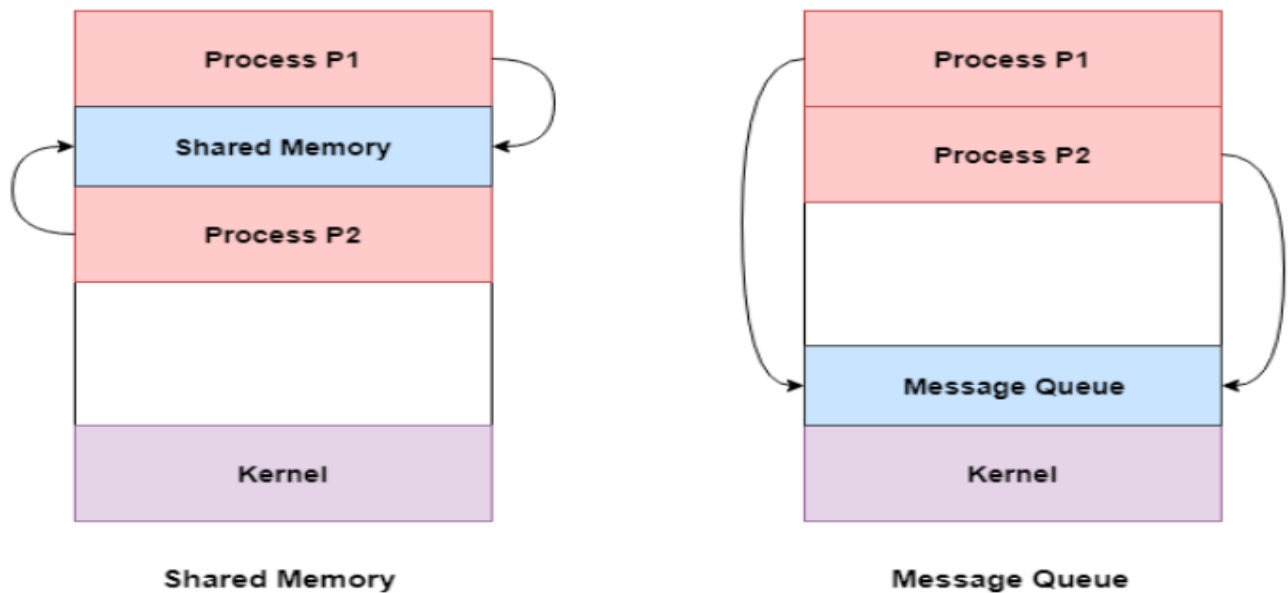 Process P1
Shared Memory
Process P2
Kernel
Shared Memory
Process P1
Process P2
Message Queue
Kernel
Message Queue